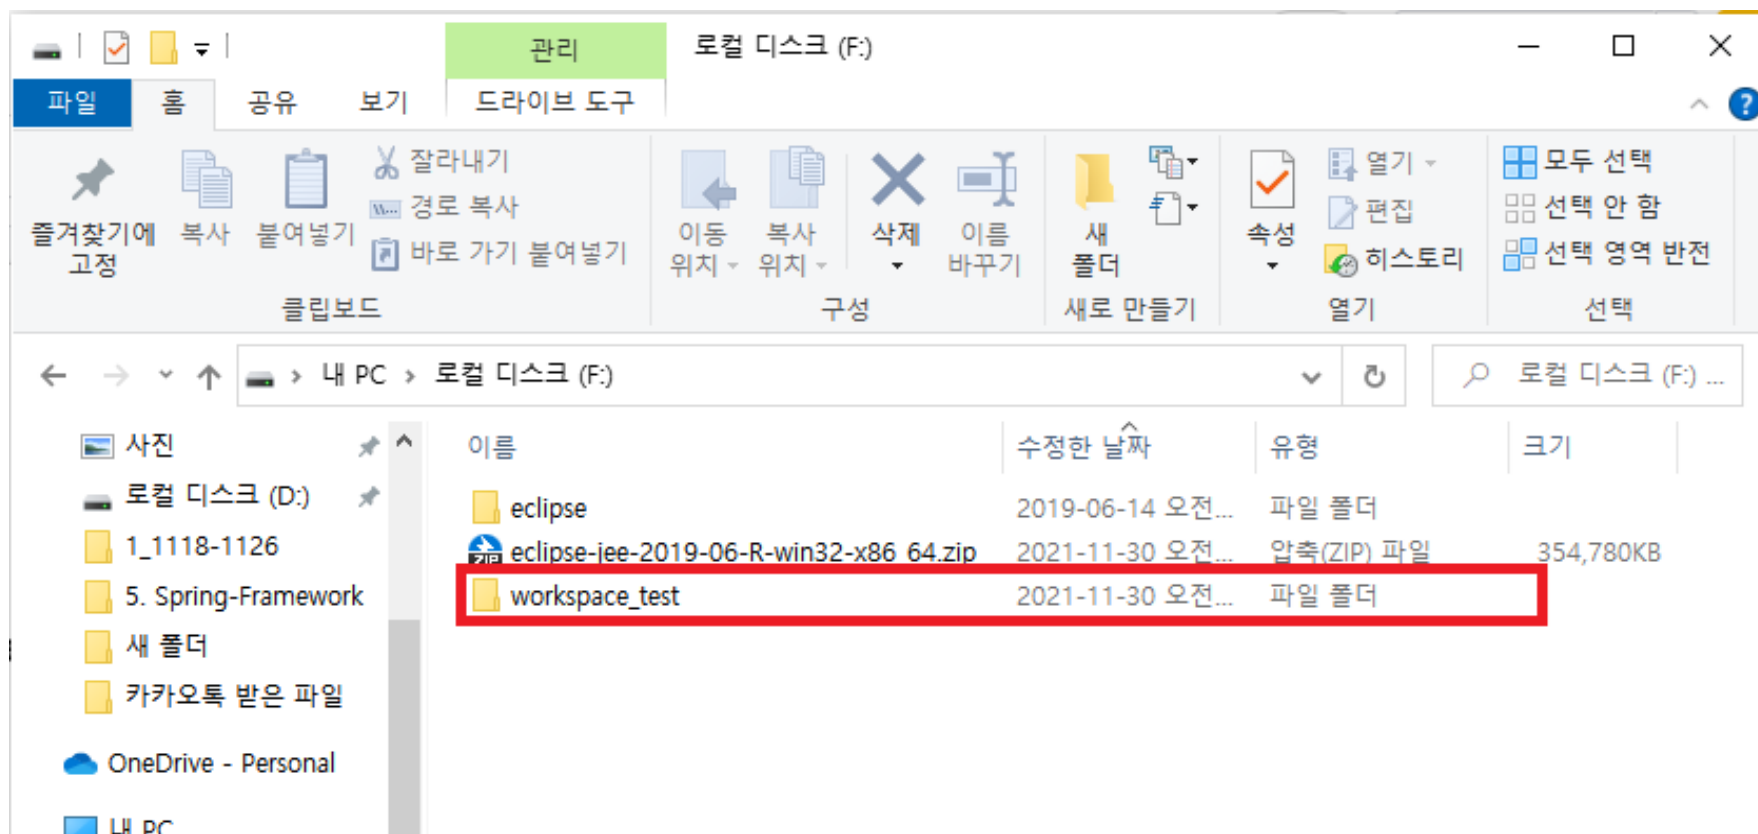 관리
로컬 디스크 (F:)
파일 홈 공유 보기 드라이브 도구
즐겨찾기에
고정
복사
붙여넣기
잘라내기
경로 복사
바로 가기 붙여넣기
클립보드
이동
위치
복사
위치
삭제
이름
바꾸기
구성
새
폴더
새로 만들기
속성
열기
편집
히스토리
열기
모두 선택
선택 안 함
선택 영역 반전
선택
내 PC > 로컬 디스크 (F:)
로컬 디스크 (F:) ...
사진
로컬 디스크 (D:)
1_1118-1126
5. Spring-Framework
새 폴더
카카오톡 받은 파일
OneDrive - Personal
내 PC
이름 수정한 날짜 유형 크기
eclipse 2019-06-14 오전... 파일 폴더
eclipse-jee-2019-06-R-win32-x86_64.zip 2021-11-30 오전... 압축(ZIP) 파일 354,780KB
workspace_test 2021-11-30 오전... 파일 폴더